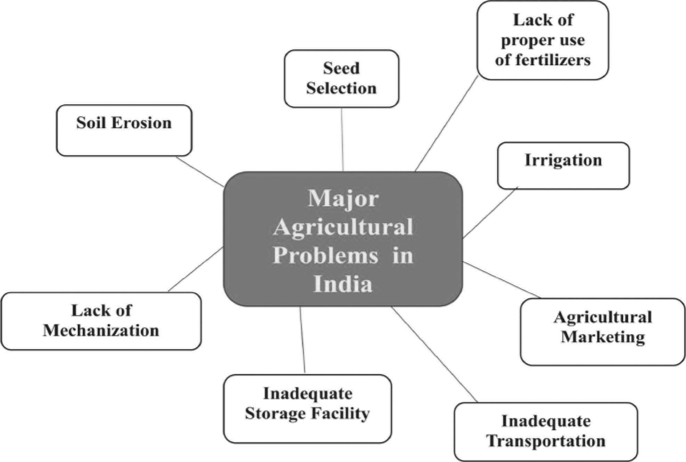 Lack of
proper use
of fertilizers
Seed
Selection
Soil Erosion
Irrigation
Major
Agricultural
Problems in
India
Lack of
Mechanization
Agricultural
Marketing
Inadequate
Storage Facility
Inadequate
Transportation